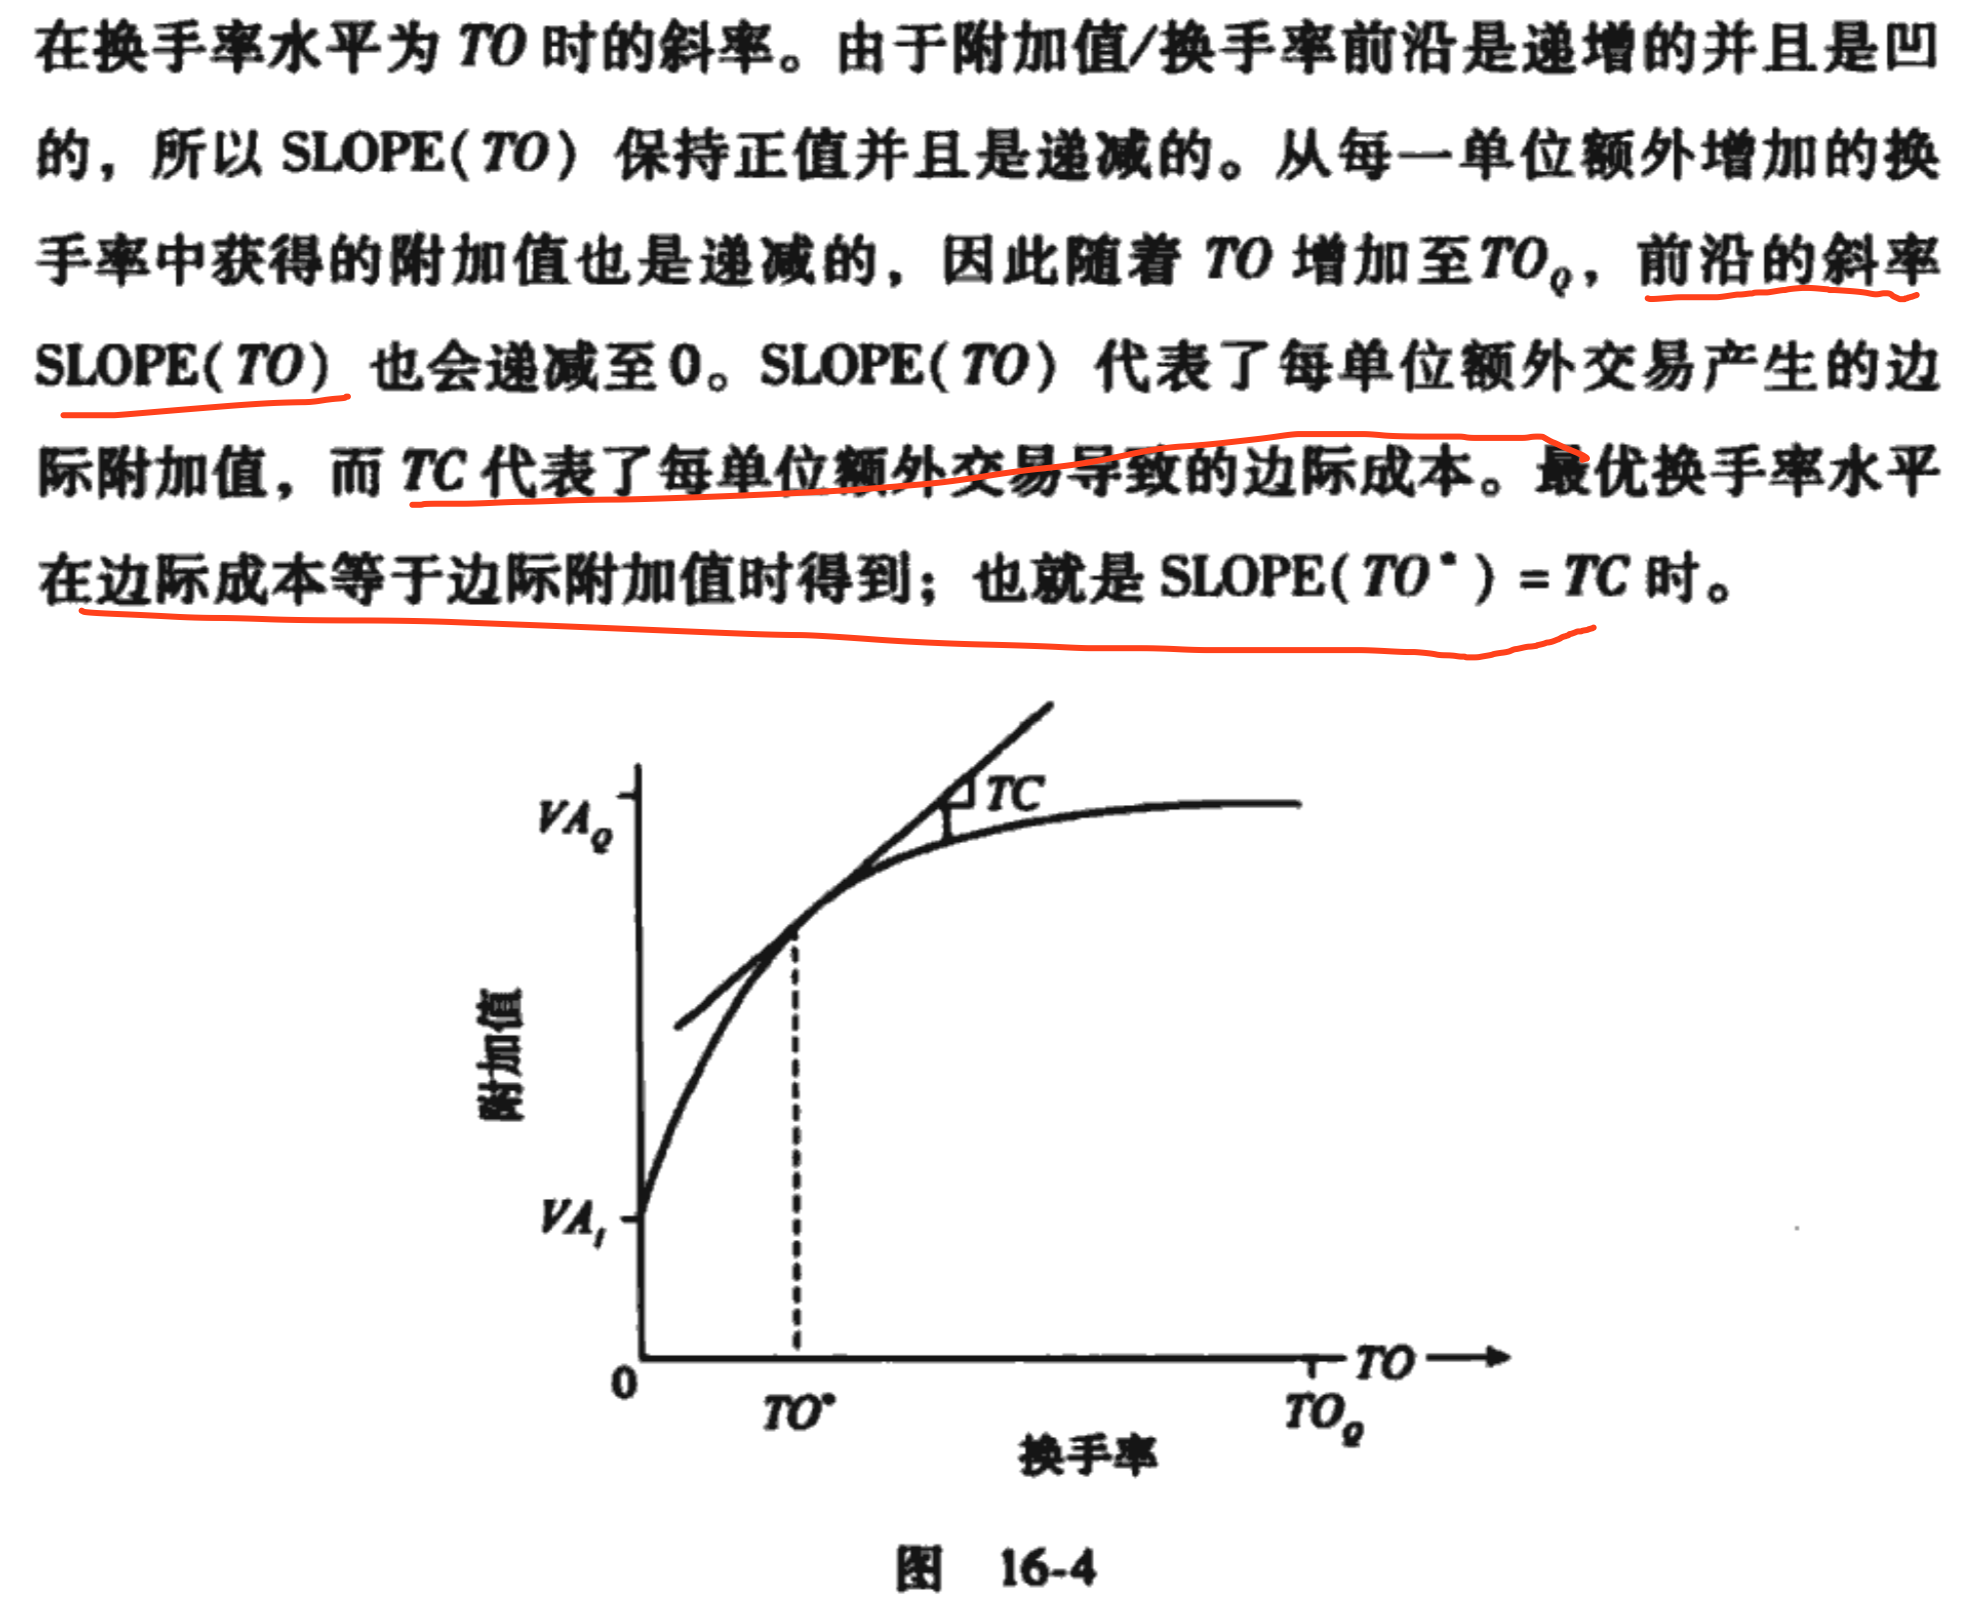 在换手率水平为 TO 时的斜率。由于附加值/换手率前沿是递增的并且是凹
的，所以 SLOPE(TO) 保持正值并且是递减的。从每一单位额外增加的换
手率中获得的附加值也是递减的，因此随着 TO 增加至TO_Q，前沿的斜率
SLOPE(TO) 也会递减至0。SLOPE(TO) 代表了每单位额外交易产生的边
际附加值，而 TC 代表了每单位额外交易导致的边际成本。最优换手率水平
在边际成本等于边际附加值时得到；也就是 SLOPE(TO*) = TC 时。
TC
VA_Q
附加值
VA_I
0
TO*
TO_Q
TO
换手率
图 16-4